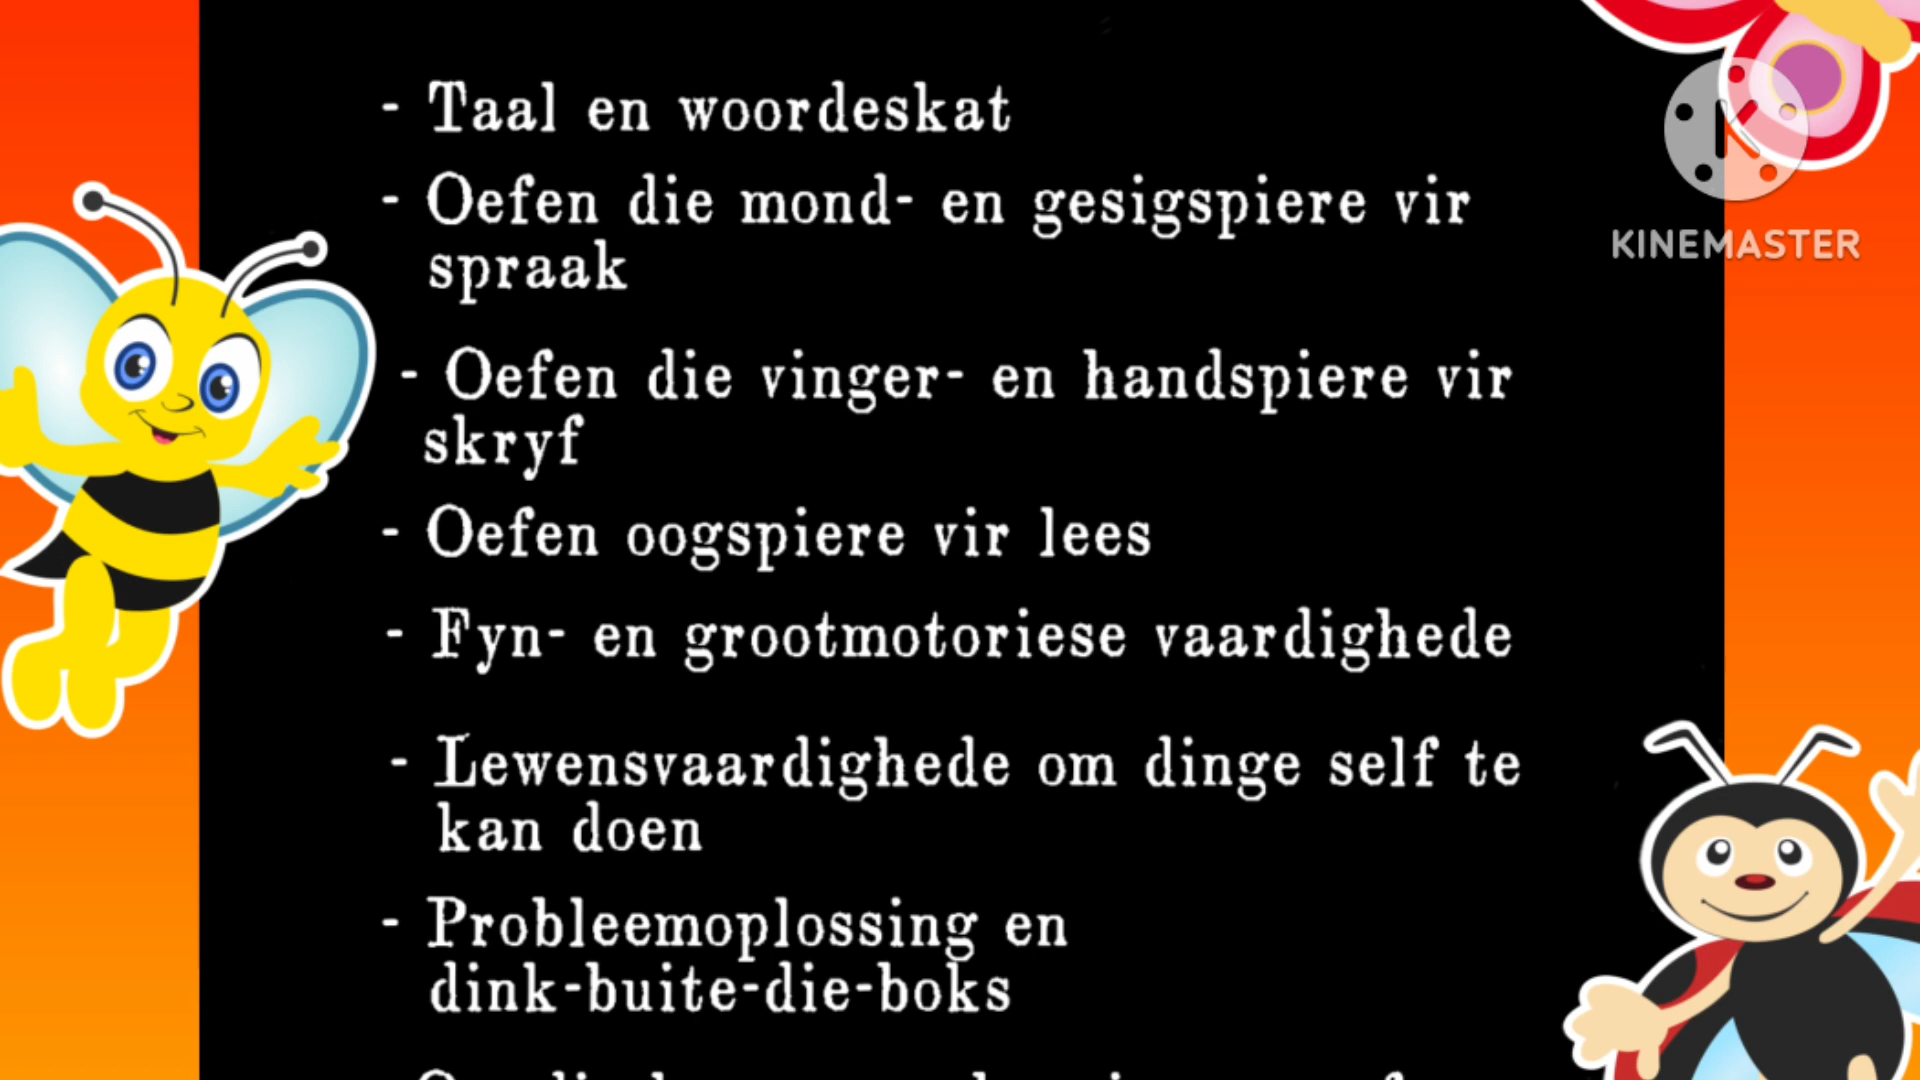 - Taal en woordeskat
- Oefen die mond- en gesigspiere vir
spraak
- Oefen die vinger- en handspiere vir
skryf
- Oefen oogspiere vir lees
- Fyn- en grootmotoriese vaardighede
- Lewensvaardighede om dinge self te
kan doen
- Probleemoplossing en
dink-buite-die-boks
KINEMASTER